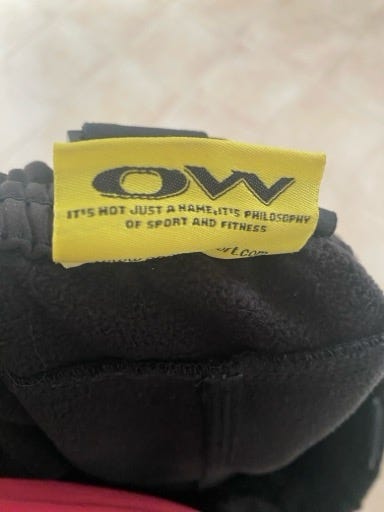 OW
IT'S NOT JUST A NAME,IT'S PHILOSOPHY
OF SPORT AND FITNESS